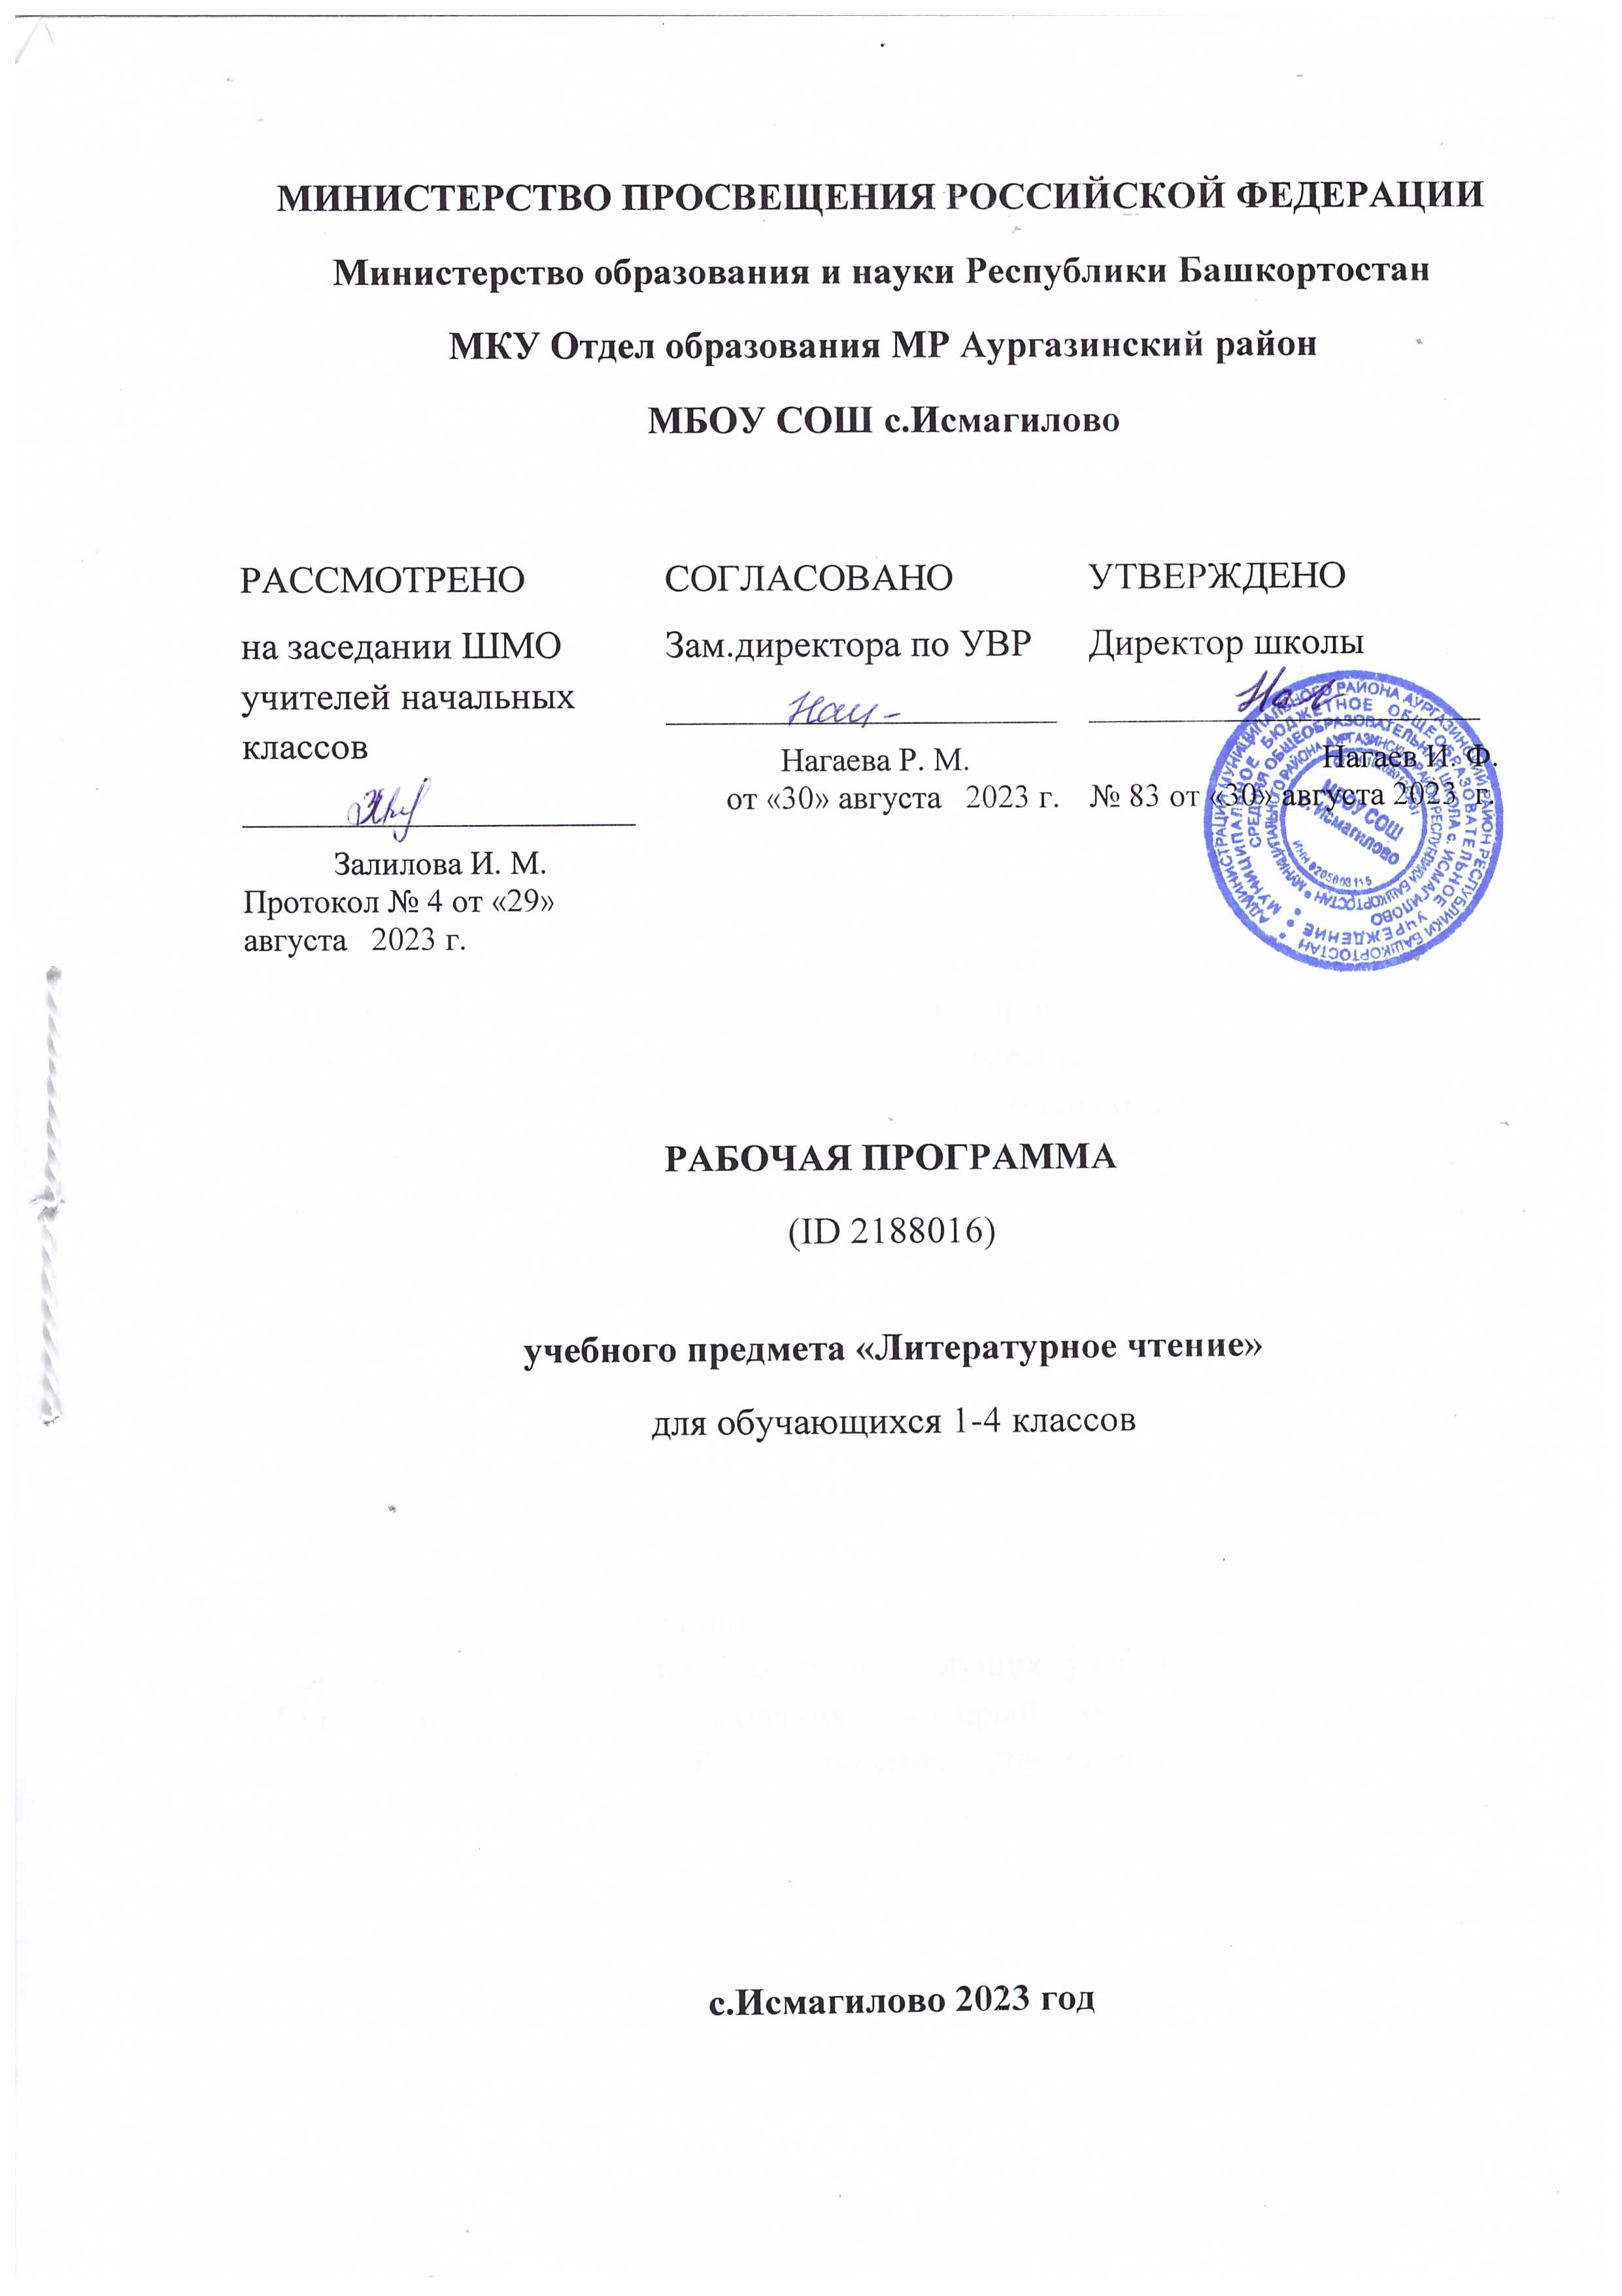 МИНИСТЕРСТВО ПРОСВЕЩЕНИЯ РОССИЙСКОЙ ФЕДЕРАЦИИ
Министерство образования и науки Республики Башкортостан
МКУ Отдел образования МР Аургазинский район
МБОУ СОШ с.Исмагилово
РАССМОТРЕНО
на заседании ШМО
учителей начальных
классов
Залилова И. М.
Протокол № 4 от «29»
августа 2023 г.
СОГЛАСОВАНО
Зам.директора по УВР
Нагаева Р. М.
от «30» августа 2023 г.
УТВЕРЖДЕНО
Директор школы
Нагаев И. Ф.
№ 83 от «30» августа 2023 г.
МБОУ СОШ
с. Исмагилово
РАБОЧАЯ ПРОГРАММА
(ID 2188016)
учебного предмета «Литературное чтение»
для обучающихся 1-4 классов
с.Исмагилово 2023 год